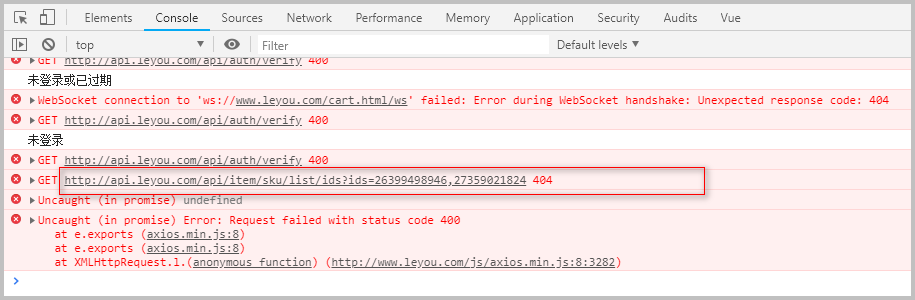 Elements Console Sources Network Performance Memory Security Audits Vue
top Filter Default levels
GET http://api.leyou.com/api/auth/verify 400
未登录或已过期
WebSocket connection to 'ws://www.leyou.com/cart.html/ws' failed: Error during WebSocket handshake: Unexpected response code: 404
GET http://api.leyou.com/api/auth/verify 400
未登录
GET http://api.leyou.com/api/auth/verify 400
GET http://api.leyou.com/api/item/sku/list/ids?ids=26399498946,27359021824 404
Uncaught (in promise) undefined
Uncaught (in promise) Error: Request failed with status code 400
at e.exports (axios.min.js:8)
at e.exports (axios.min.js:8)
at XMLHttpRequest.l.(anonymous function) (http://www.leyou.com/js/axios.min.js:8:3282)